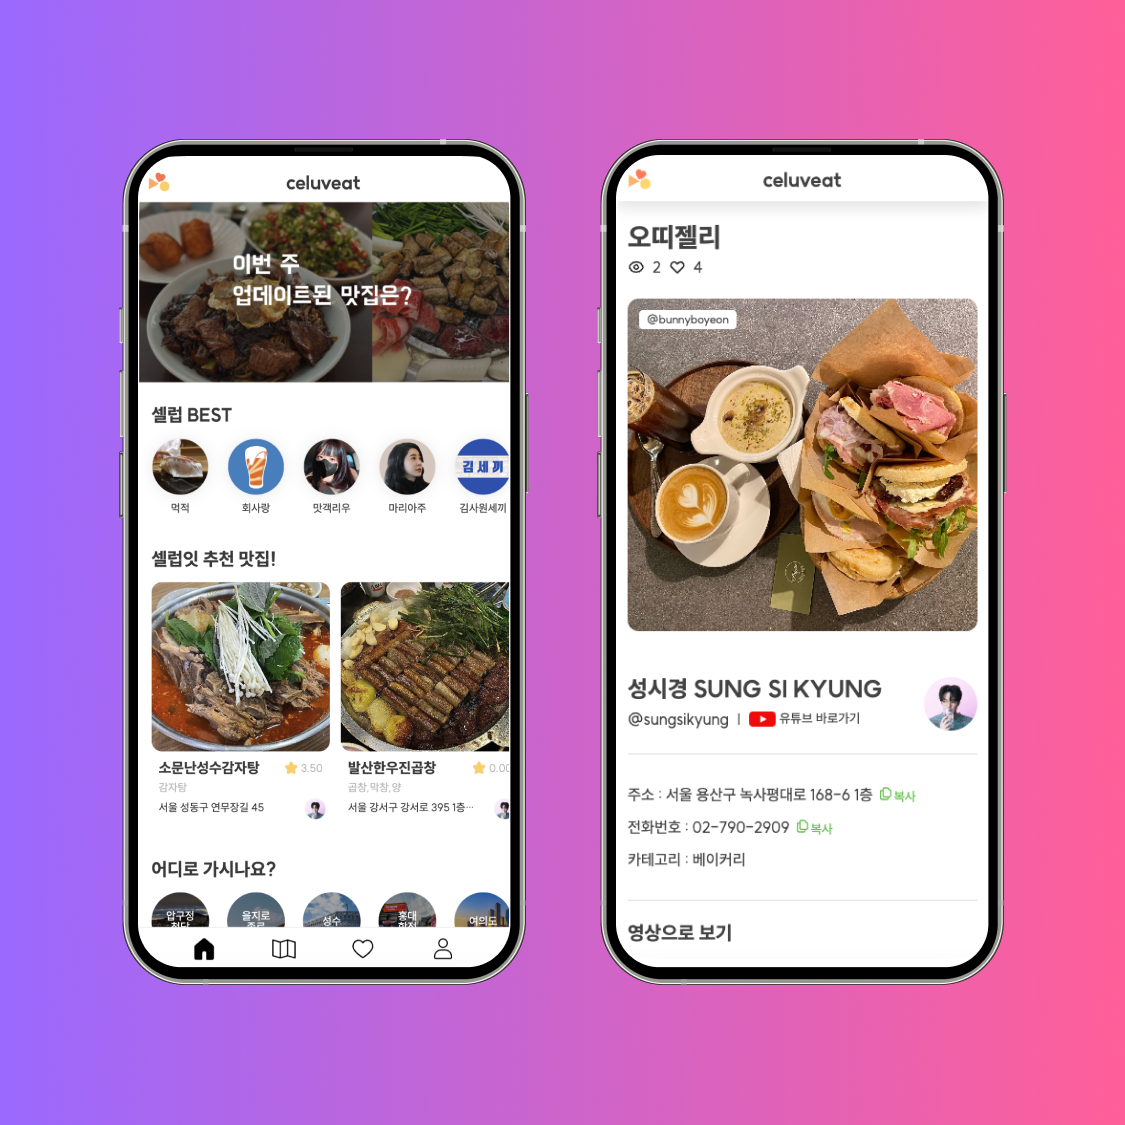 celuveat
이번 주
업데이트된 맛집은?
셀럽 BEST
먹적
회사랑
맛객리우
마리아주
김세끼
김사원세끼
셀럽잇 추천 맛집!
소문난성수감자탕
3.50
감자탕
서울 성동구 연무장길 45
발산한우진곱창
0.00
곱창,막창,양
서울 강서구 강서로 395 1층...
어디로 가시나요?
압구정
청담
을지로
종로
성수
홍대
합정
여의도
celuveat
오띠젤리
2 4
@bunnyboyeon
성시경 SUNG SI KYUNG
@sungsikyung | 유튜브 바로가기
주소 : 서울 용산구 녹사평대로 168-6 1층 복사
전화번호 : 02-790-2909 복사
카테고리 : 베이커리
영상으로 보기